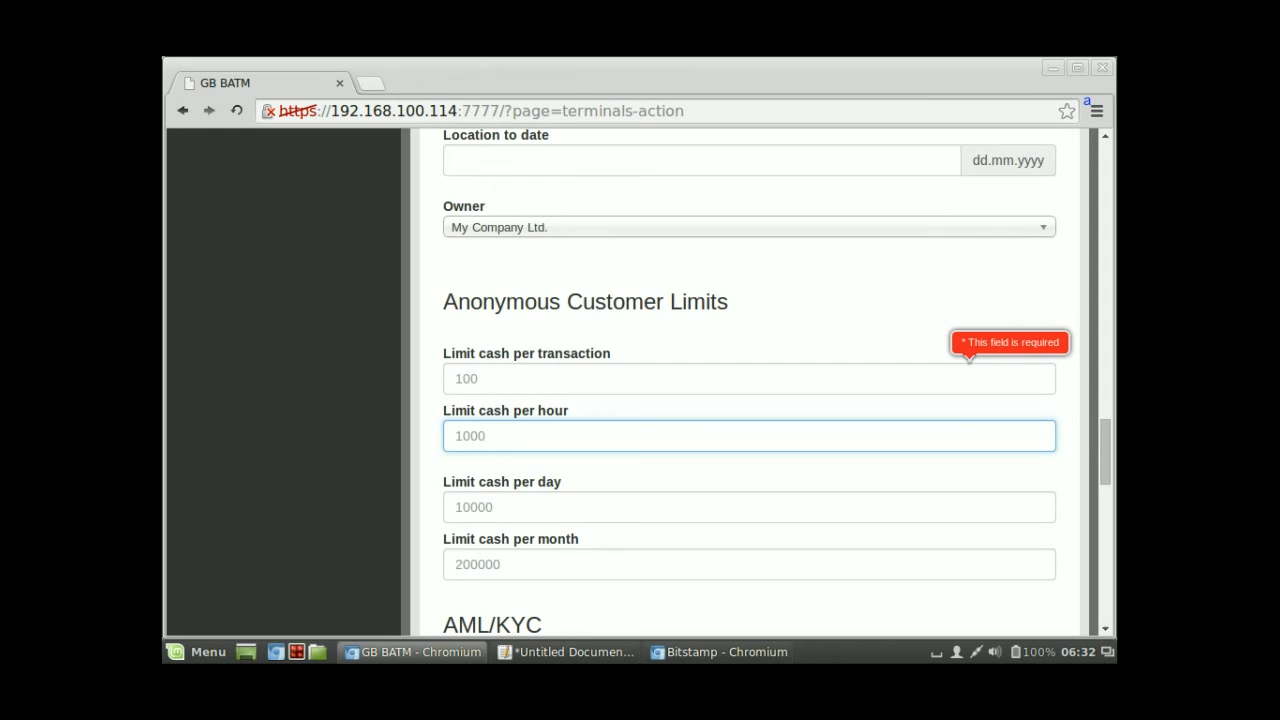 GB BATM
https://192.168.100.114:7777/?page=terminals-action
a
Location to date
dd.mm.yyyy
Owner
My Company Ltd.
Anonymous Customer Limits
* This field is required
Limit cash per transaction
100
Limit cash per hour
1000
Limit cash per day
10000
Limit cash per month
200000
AML/KYC
Menu GB BATM - Chromium *Untitled Documen... Bitstamp - Chromium 100% 06:32